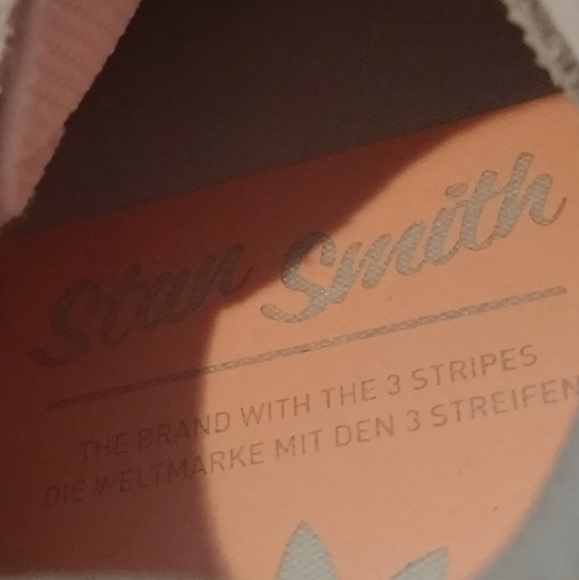 Stan Smith
THE BRAND WITH THE 3 STRIPES
DIE WELTMARKE MIT DEN 3 STREIFEN